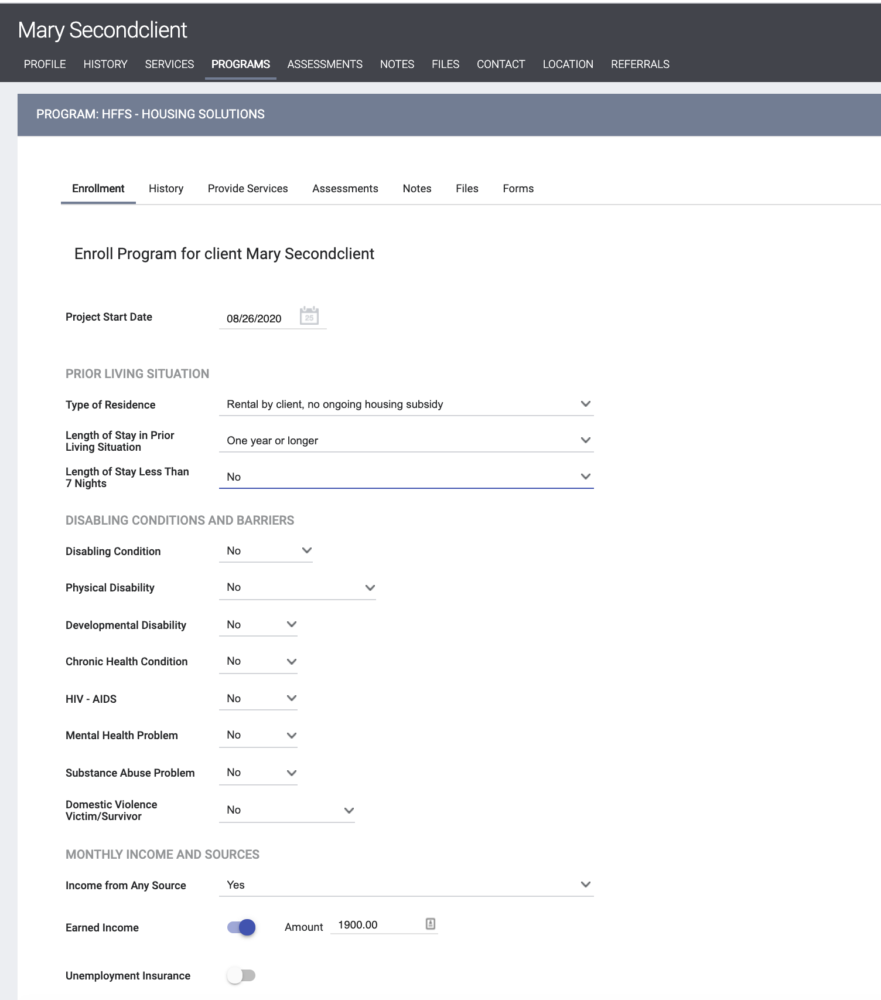 Mary Secondclient
PROFILE HISTORY SERVICES PROGRAMS ASSESSMENTS NOTES FILES CONTACT LOCATION REFERRALS
PROGRAM: HFFS - HOUSING SOLUTIONS
Enrollment History Provide Services Assessments Notes Files Forms
Enroll Program for client Mary Secondclient
Project Start Date 08/26/2020 25
PRIOR LIVING SITUATION
Type of Residence Rental by client, no ongoing housing subsidy
Length of Stay in Prior
Living Situation One year or longer
Length of Stay Less Than
7 Nights No
DISABLING CONDITIONS AND BARRIERS
Disabling Condition No
Physical Disability No
Developmental Disability No
Chronic Health Condition No
HIV - AIDS No
Mental Health Problem No
Substance Abuse Problem No
Domestic Violence
Victim/Survivor No
MONTHLY INCOME AND SOURCES
Income from Any Source Yes
Earned Income Amount 1900.00
Unemployment Insurance